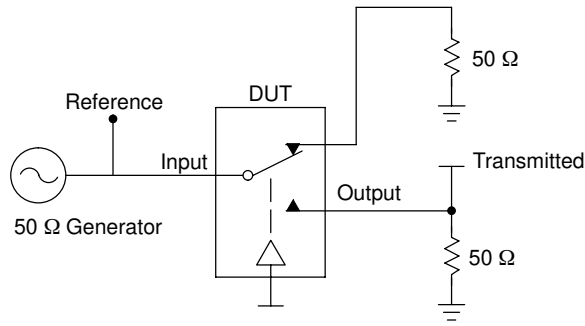 50 Ω
DUT
Reference
Input
Transmitted
Output
50 Ω Generator
50 Ω